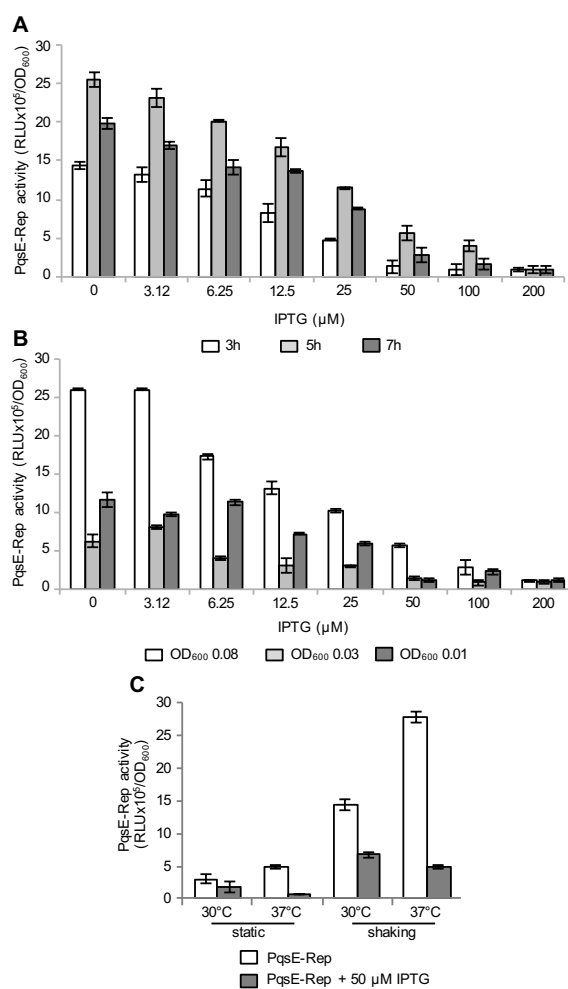 A
PqsE-Rep activity (RLUx10⁵/OD₆₀₀)
30
25
20
15
10
5
0
0 3.12 6.25 12.5 25 50 100 200
IPTG (µM)
3h 5h 7h
B
PqsE-Rep activity (RLUx10⁵/OD₆₀₀)
30
25
20
15
10
5
0
0 3.12 6.25 12.5 25 50 100 200
IPTG (µM)
OD₆₀₀ 0.08 OD₆₀₀ 0.03 OD₆₀₀ 0.01
C
PqsE-Rep activity
(RLUx10⁵/OD₆₀₀)
30
25
20
15
10
5
0
30°C 37°C 30°C 37°C
static shaking
PqsE-Rep
PqsE-Rep + 50 µM IPTG